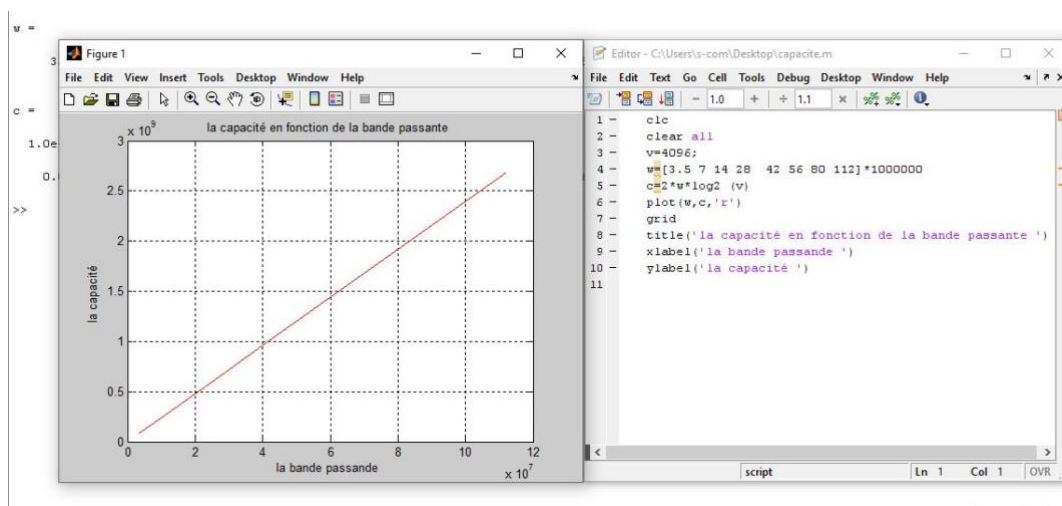 w =
3.
c =
1.0e
0.
>>
Figure 1
File Edit View Insert Tools Desktop Window Help
la capacité en fonction de la bande passante
x 10^9
3
2.5
2
1.5
1
0.5
0
la capacité
0 2 4 6 8 10 12
x 10^7
la bande passande
Editor - C:\Users\s-com\Desktop\capacite.m
File Edit Text Go Cell Tools Debug Desktop Window Help
- 1.0 + ÷ 1.1 ×
1 - clc
2 - clear all
3 - v=4096;
4 - w=[3.5 7 14 28 42 56 80 112]*1000000
5 - c=2*w*log2 (v)
6 - plot(w,c,'r')
7 - grid
8 - title('la capacité en fonction de la bande passante ')
9 - xlabel('la bande passande ')
10 - ylabel('la capacité ')
11
script Ln 1 Col 1 OVR